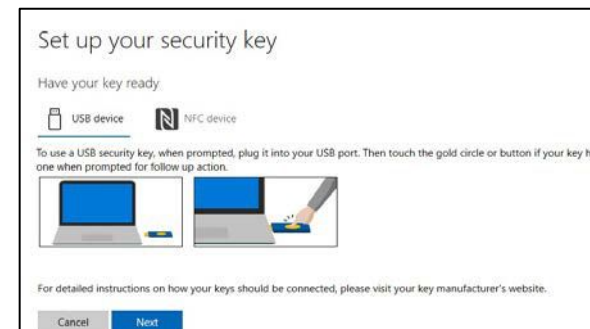 Set up your security key
Have your key ready
USB device NFC device
To use a USB security key, when prompted, plug it into your USB port. Then touch the gold circle or button if your key
one when prompted for follow up action.
For detailed instructions on how your keys should be connected, please visit your key manufacturer's website.
Cancel Next